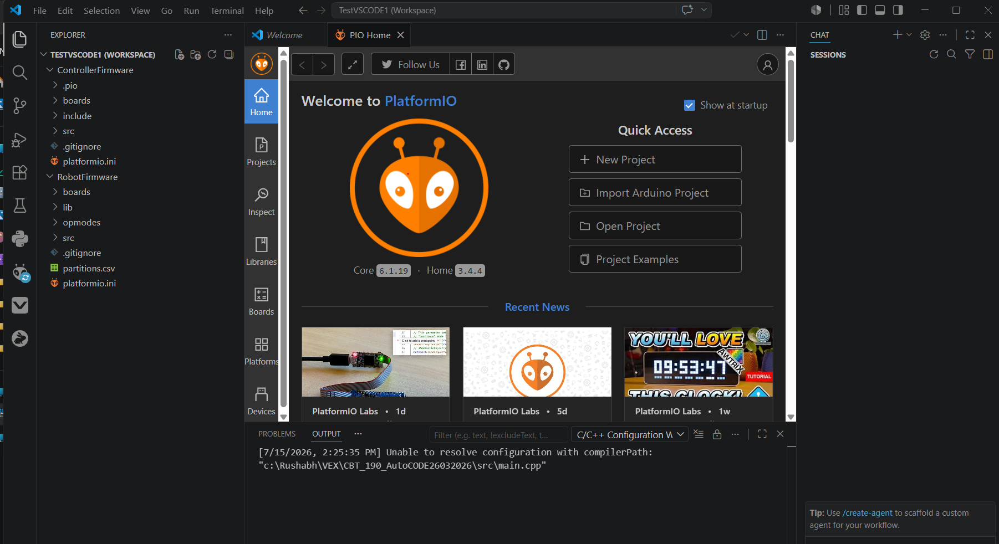 File Edit Selection View Go Run Terminal Help
TestVSCODE1 (Workspace)
EXPLORER
TESTVSCODE1 (WORKSPACE)
ControllerFirmware
.pio
boards
include
src
.gitignore
platformio.ini
RobotFirmware
boards
lib
opmodes
src
.gitignore
partitions.csv
platformio.ini
Welcome
PIO Home
Follow Us
Home
Projects
Inspect
Libraries
Boards
Platforms
Devices
Welcome to PlatformIO
Show at startup
Quick Access
New Project
Import Arduino Project
Open Project
Project Examples
Core 6.1.19 · Home 3.4.4
Recent News
Click to add a breakpoint
YOU'LL LOVE
AWTRIX
09:53:47
TUTORIAL
THIS CLOCK!
PlatformIO Labs • 1d
PlatformIO Labs • 5d
PlatformIO Labs • 1w
PROBLEMS OUTPUT
Filter (e.g. text, !excludeText, t...
C/C++ Configuration W
[7/15/2026, 2:25:35 PM] Unable to resolve configuration with compilerPath:
"c:\Rushabh\VEX\CBT_190_AutoCODE26032026\src\main.cpp"
CHAT
SESSIONS
Tip: Use /create-agent to scaffold a custom
agent for your workflow.